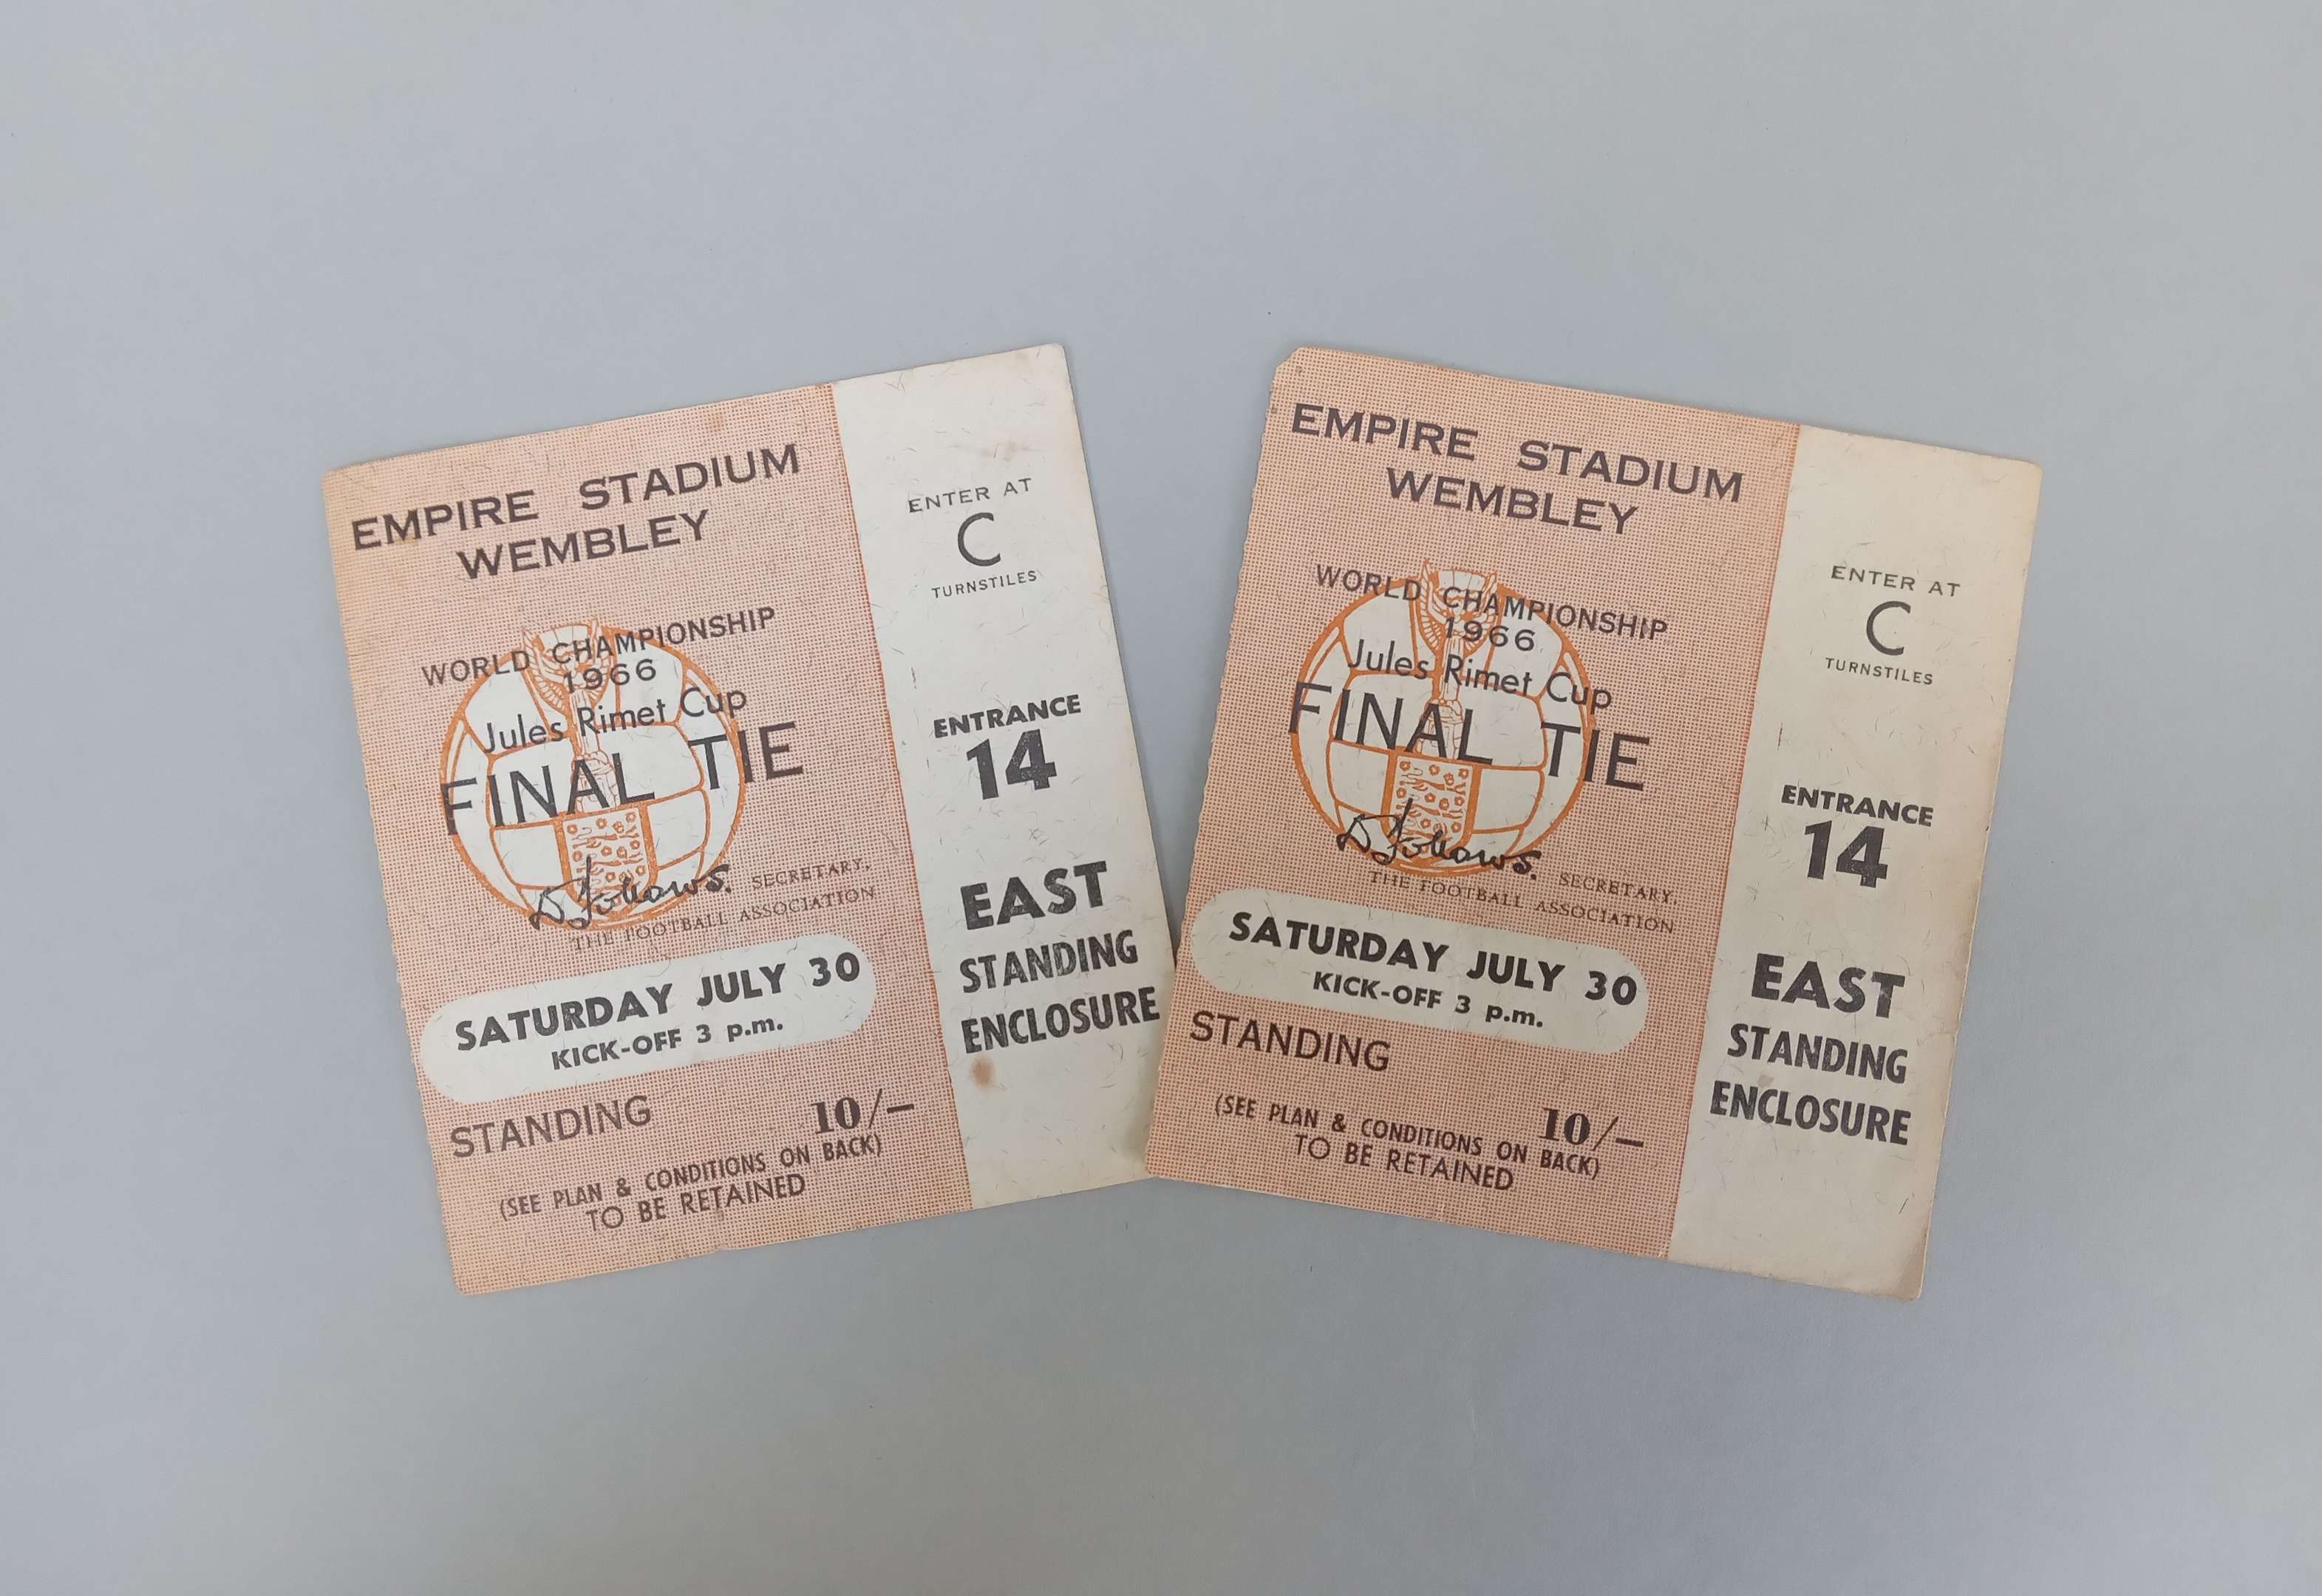 EMPIRE STADIUM
WEMBLEY
WORLD CHAMPIONSHIP
1966
Jules Rimet Cup
FINAL TIE
D Follows. SECRETARY,
THE FOOTBALL ASSOCIATION
SATURDAY JULY 30
KICK-OFF 3 p.m.
STANDING
10/–
(SEE PLAN & CONDITIONS ON BACK)
TO BE RETAINED
ENTER AT
C
TURNSTILES
ENTRANCE
14
EAST
STANDING
ENCLOSURE
EMPIRE STADIUM
WEMBLEY
WORLD CHAMPIONSHIP
1966
Jules Rimet Cup
FINAL TIE
D Follows. SECRETARY,
THE FOOTBALL ASSOCIATION
SATURDAY JULY 30
KICK-OFF 3 p.m.
STANDING
10/–
(SEE PLAN & CONDITIONS ON BACK)
TO BE RETAINED
ENTER AT
C
TURNSTILES
ENTRANCE
14
EAST
STANDING
ENCLOSURE